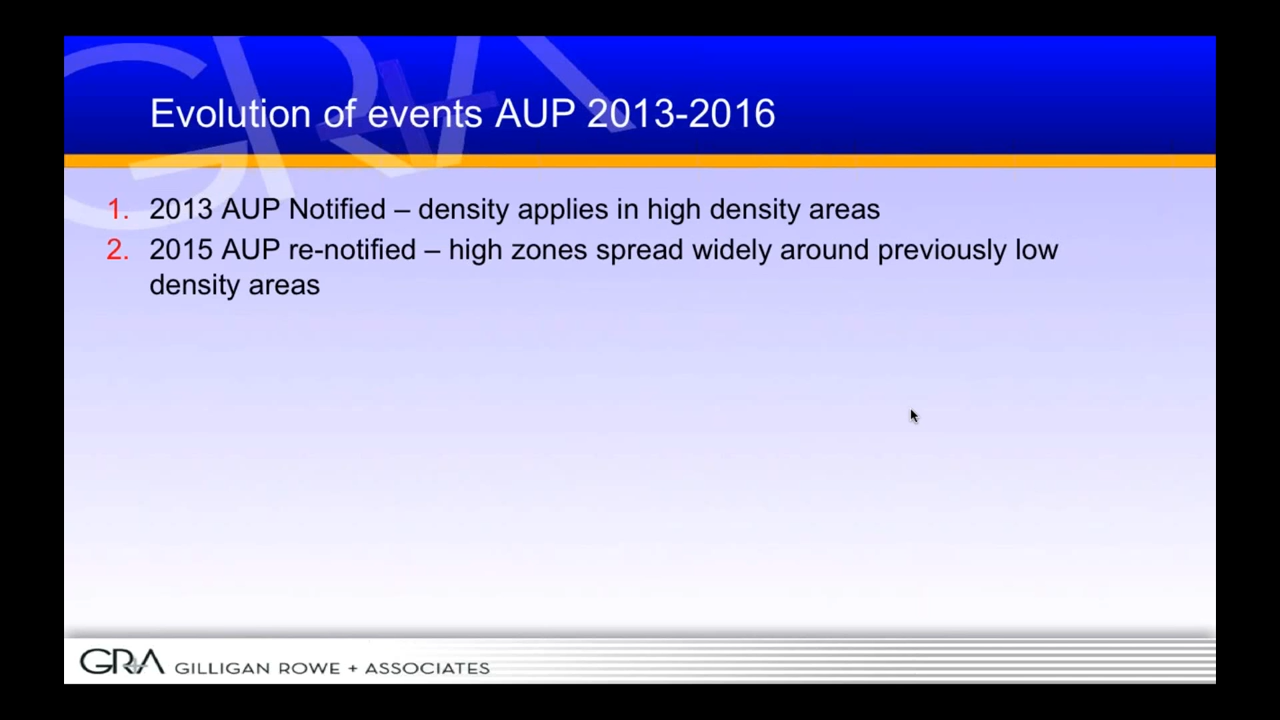 Evolution of events AUP 2013-2016
1. 2013 AUP Notified – density applies in high density areas
2. 2015 AUP re-notified – high zones spread widely around previously low
density areas
GRA GILLIGAN ROWE + ASSOCIATES